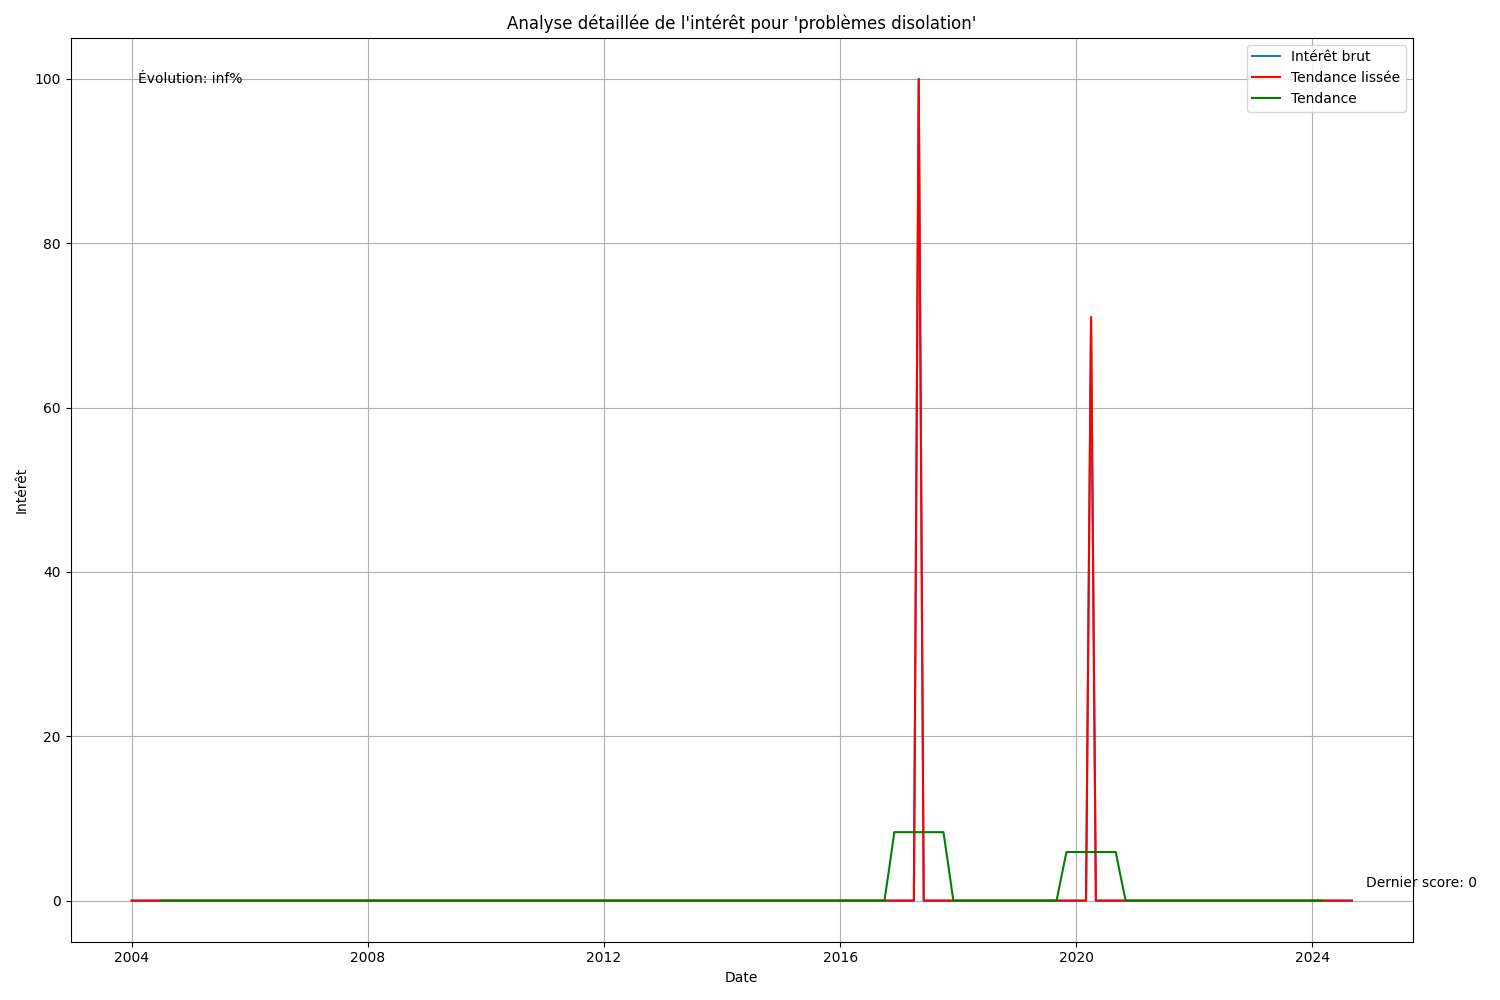 Analyse détaillée de l'intérêt pour 'problèmes disolation'
Évolution: inf%
Intérêt brut
Tendance lissée
Tendance
100
80
60
40
20
0
Intérêt
Dernier score: 0
2004
2008
2012
2016
2020
2024
Date